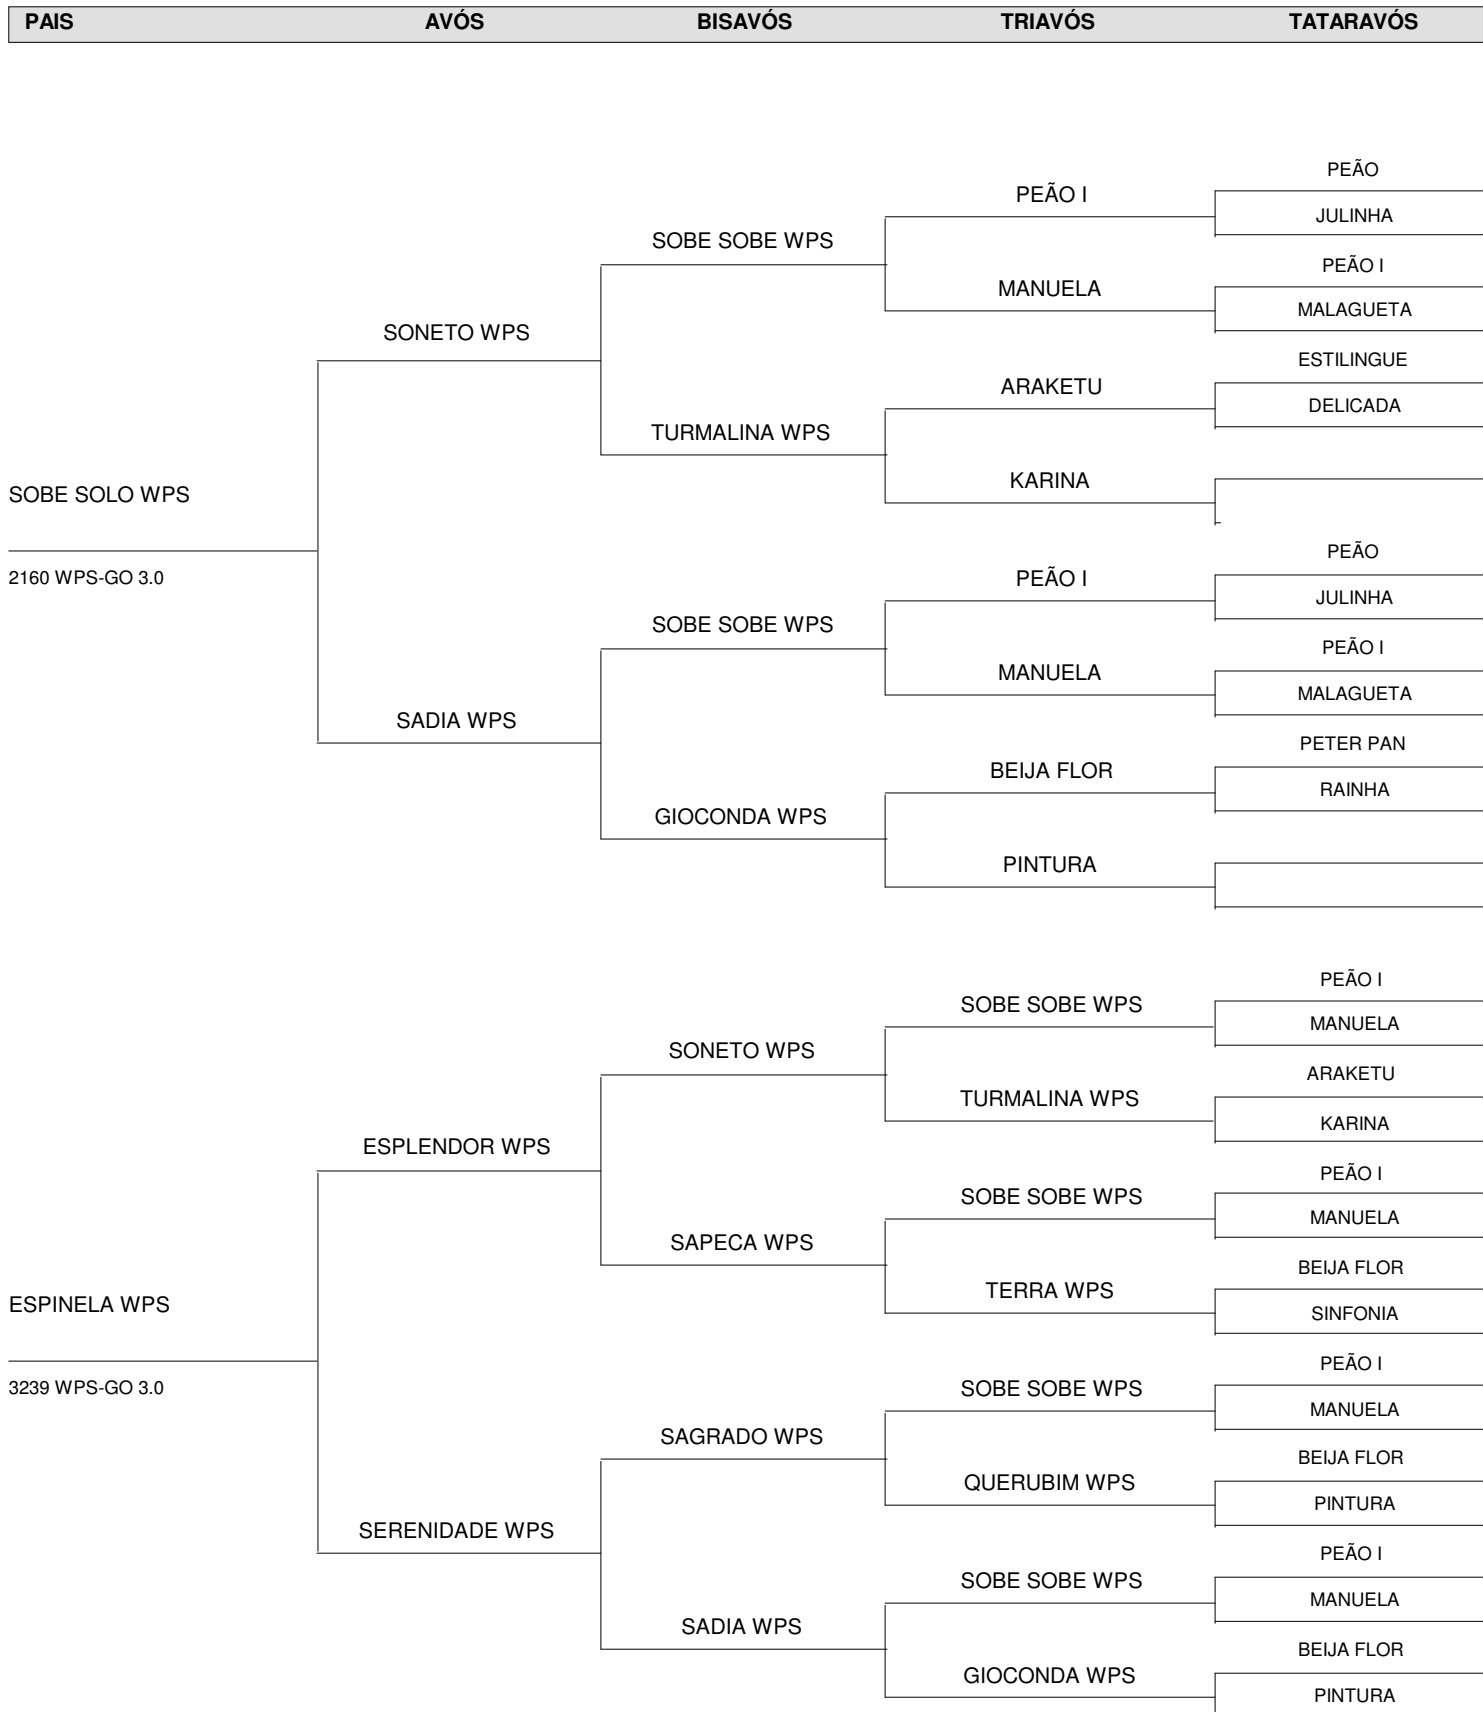 PAIS AVÓS BISAVÓS TRIAVÓS TATARAVÓS
PEÃO
PEÃO I
JULINHA
SOBE SOBE WPS
PEÃO I
MANUELA
MALAGUETA
SONETO WPS
ESTILINGUE
ARAKETU
DELICADA
TURMALINA WPS
KARINA
SOBE SOLO WPS
PEÃO
2160 WPS-GO 3.0
PEÃO I
JULINHA
SOBE SOBE WPS
PEÃO I
MANUELA
MALAGUETA
SADIA WPS
PETER PAN
BEIJA FLOR
RAINHA
GIOCONDA WPS
PINTURA
PEÃO I
SOBE SOBE WPS
MANUELA
SONETO WPS
ARAKETU
TURMALINA WPS
KARINA
ESPLENDOR WPS
PEÃO I
SOBE SOBE WPS
MANUELA
SAPECA WPS
BEIJA FLOR
TERRA WPS
ESPINELA WPS
SINFONIA
PEÃO I
3239 WPS-GO 3.0
SOBE SOBE WPS
MANUELA
SAGRADO WPS
BEIJA FLOR
QUERUBIM WPS
PINTURA
SERENIDADE WPS
PEÃO I
SOBE SOBE WPS
MANUELA
SADIA WPS
BEIJA FLOR
GIOCONDA WPS
PINTURA